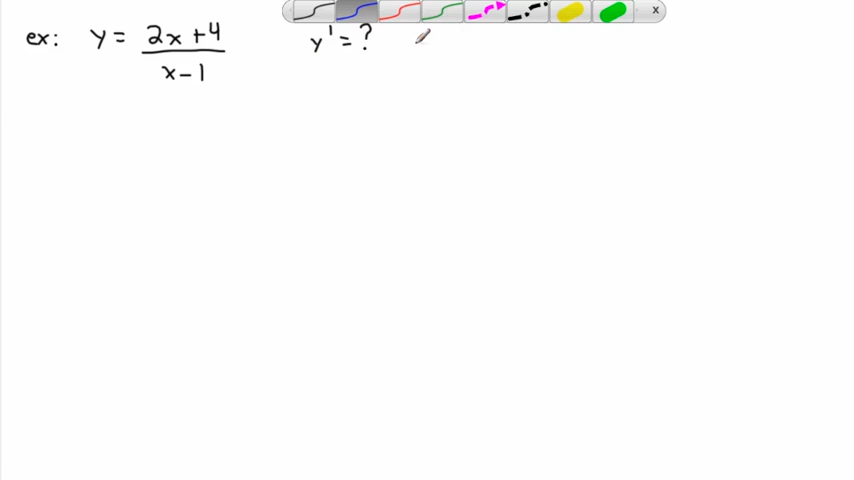 ex: y = 2x+4 y' = ?
x-1
x